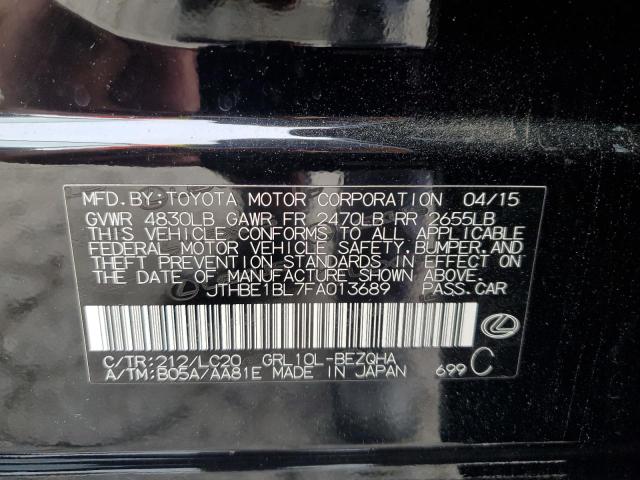 MFD.BY:TOYOTA MOTOR CORPORATION 04/15
GVWR 4830LB GAWR FR 2470LB RR 2655LB
THIS VEHICLE CONFORMS TO ALL APPLICABLE
FEDERAL MOTOR VEHICLE SAFETY,BUMPER,AND
THEFT PREVENTION STANDARDS IN EFFECT ON
THE DATE OF MANUFACTURE SHOWN ABOVE.
JTHBE1BL7FA013689 PASS.CAR
C/TR:212/LC20 GRL10L-BEZQHA
A/TM:B05A/AA81E MADE IN JAPAN 699 C